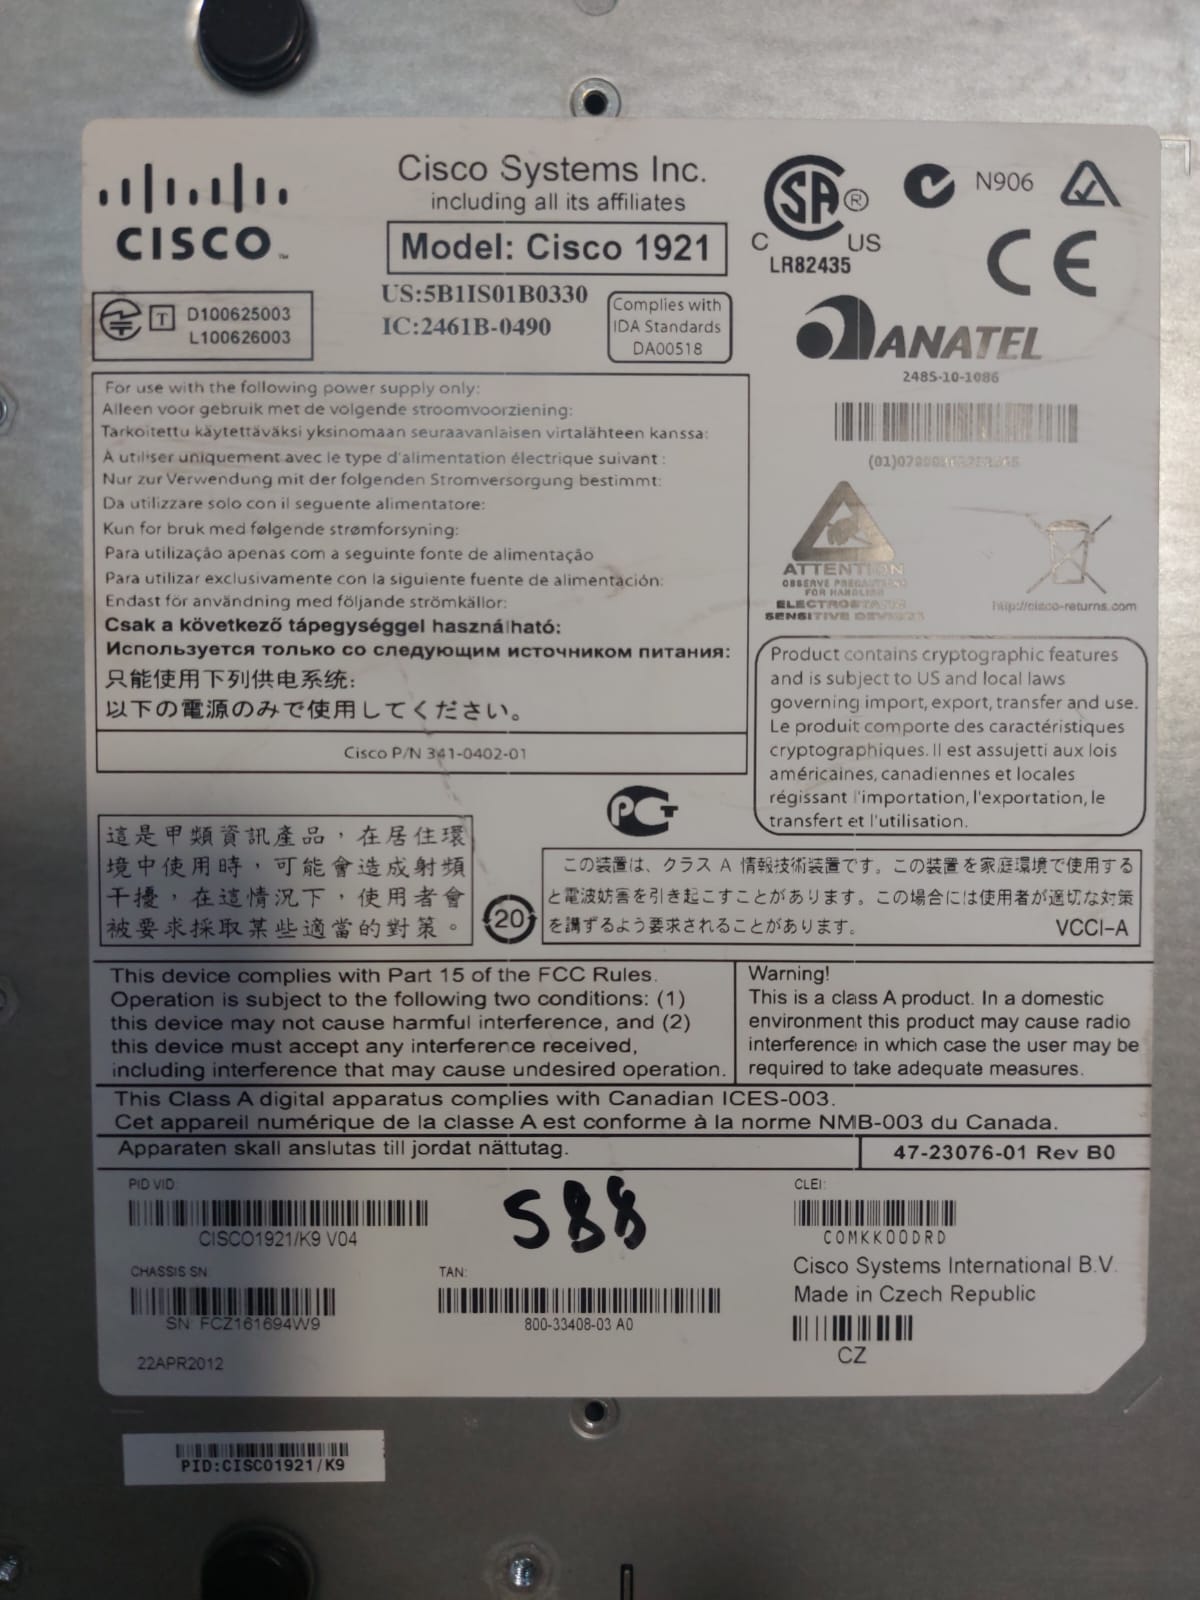 CISCO™
Cisco Systems Inc.
including all its affiliates
Model: Cisco 1921
US:5B1IS01B0330
IC:2461B-0490
Complies with
IDA Standards
DA00518
T D100625003
L100626003
SA®
C US
LR82435
N906
CE
ANATEL
2485-10-1086
For use with the following power supply only:
Alleen voor gebruik met de volgende stroomvoorziening:
Tarkoitettu käytettäväksi yksinomaan seuraavanlaisen virtalähteen kanssa:
À utiliser uniquement avec le type d'alimentation électrique suivant :
Nur zur Verwendung mit der folgenden Stromversorgung bestimmt:
Da utilizzare solo con il seguente alimentatore:
Kun for bruk med følgende strømforsyning:
Para utilização apenas com a seguinte fonte de alimentação
Para utilizar exclusivamente con la siguiente fuente de alimentación:
Endast för användning med följande strömkällor:
Csak a következő tápegységgel használható:
Используется только со следующим источником питания:
只能使用下列供电系统:
以下の電源のみで使用してください。
Cisco P/N 341-0402-01
ATTENTION
OBSERVE PRECAUTIONS
FOR HANDLING
ELECTROSTATIC
SENSITIVE DEVICES
http://cisco-returns.com
Product contains cryptographic features
and is subject to US and local laws
governing import, export, transfer and use.
Le produit comporte des caractéristiques
cryptographiques. Il est assujetti aux lois
américaines, canadiennes et locales
régissant l'importation, l'exportation, le
transfert et l'utilisation.
這是甲類資訊產品，在居住環
境中使用時，可能會造成射頻
干擾，在這情況下，使用者會
被要求採取某些適當的對策。
20
この装置は、クラス A 情報技術装置です。この装置を家庭環境で使用する
と電波妨害を引き起こすことがあります。この場合には使用者が適切な対策
を講ずるよう要求されることがあります。 VCCI-A
This device complies with Part 15 of the FCC Rules.
Operation is subject to the following two conditions: (1)
this device may not cause harmful interference, and (2)
this device must accept any interference received,
including interference that may cause undesired operation.
Warning!
This is a class A product. In a domestic
environment this product may cause radio
interference in which case the user may be
required to take adequate measures.
This Class A digital apparatus complies with Canadian ICES-003.
Cet appareil numérique de la classe A est conforme à la norme NMB-003 du Canada.
Apparaten skall anslutas till jordat nättutag.
47-23076-01 Rev B0
PID VID:
CISCO1921/K9 V04
588
CLEI:
COMKK00DRD
CHASSIS SN
SN: FCZ161694W9
TAN:
800-33408-03 A0
Cisco Systems International B.V.
Made in Czech Republic
CZ
22APR2012
PID:CISCO1921/K9